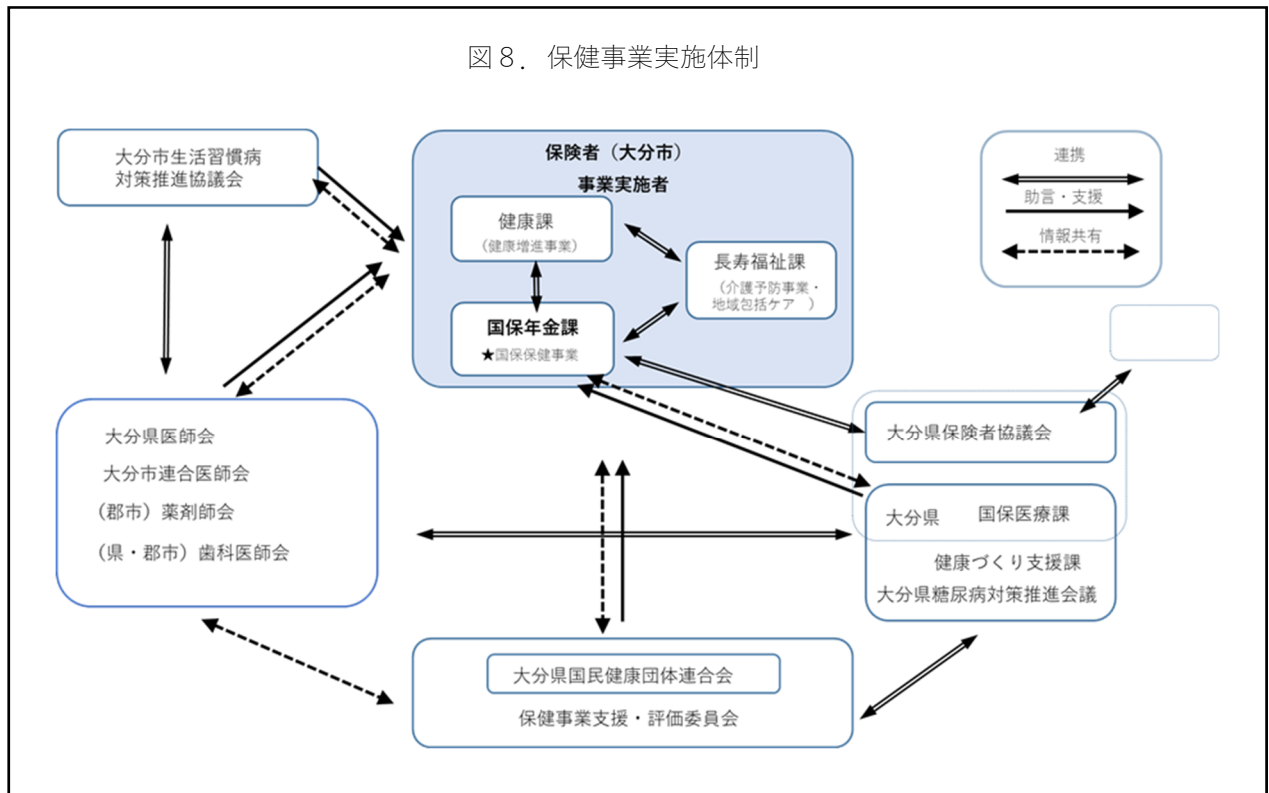 図８．保健事業実施体制
大分市生活習慣病
対策推進協議会
保険者（大分市）
事業実施者
健康課
（健康増進事業）
長寿福祉課
（介護予防事業・
地域包括ケア　）
国保年金課
★国保保健事業
連携
助言・支援
情報共有
大分県医師会
大分市連合医師会
（郡市）薬剤師会
（県・郡市）歯科医師会
大分県保険者協議会
大分県　国保医療課
健康づくり支援課
大分県糖尿病対策推進会議
大分県国民健康団体連合会
保健事業支援・評価委員会